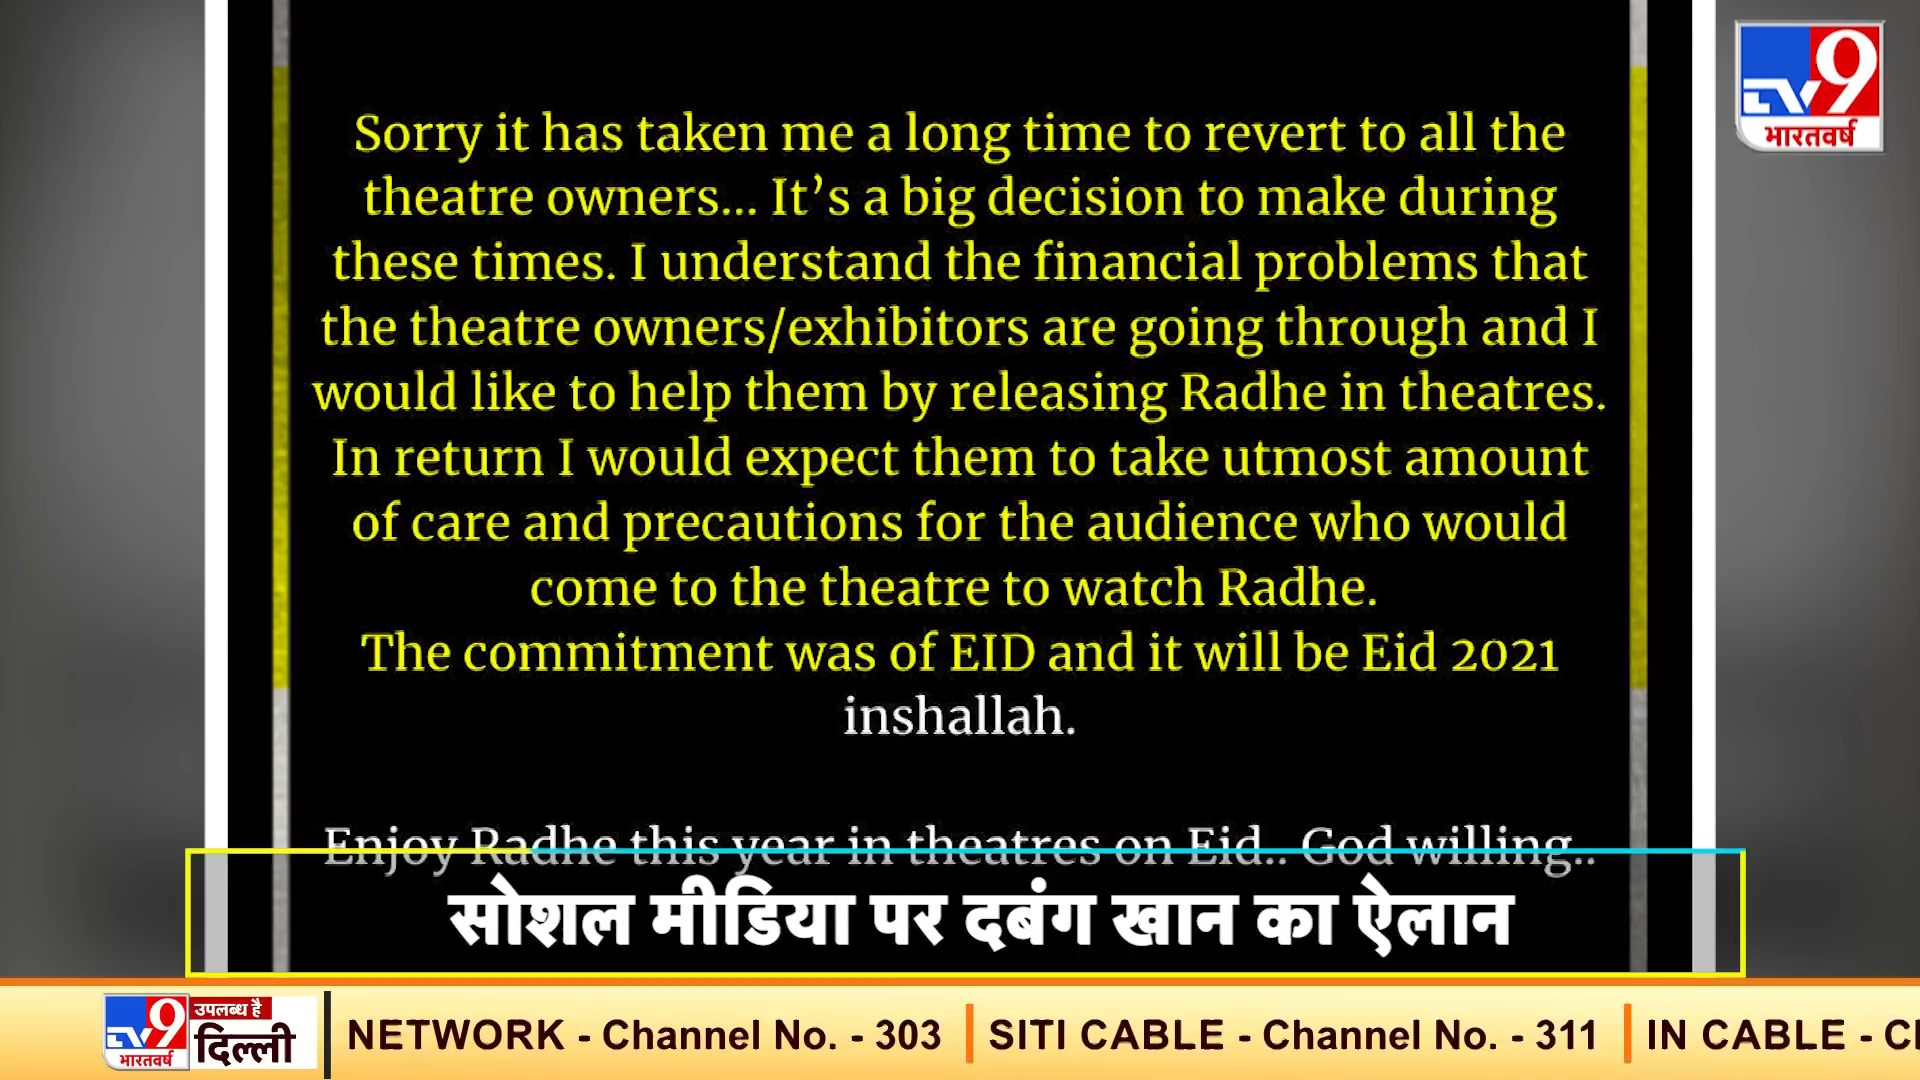 Sorry it has taken me a long time to revert to all the
theatre owners... It’s a big decision to make during
these times. I understand the financial problems that
the theatre owners/exhibitors are going through and I
would like to help them by releasing Radhe in theatres.
In return I would expect them to take utmost amount
of care and precautions for the audience who would
come to the theatre to watch Radhe.
The commitment was of EID and it will be Eid 2021
inshallah.
Enjoy Radhe this year in theatres on Eid.. God willing..
सोशल मीडिया पर दबंग खान का ऐलान
TV9
भारतवर्ष
TV9
भारतवर्ष
उपलब्ध है
दिल्ली
NETWORK - Channel No. - 303
SITI CABLE - Channel No. - 311
IN CABLE -